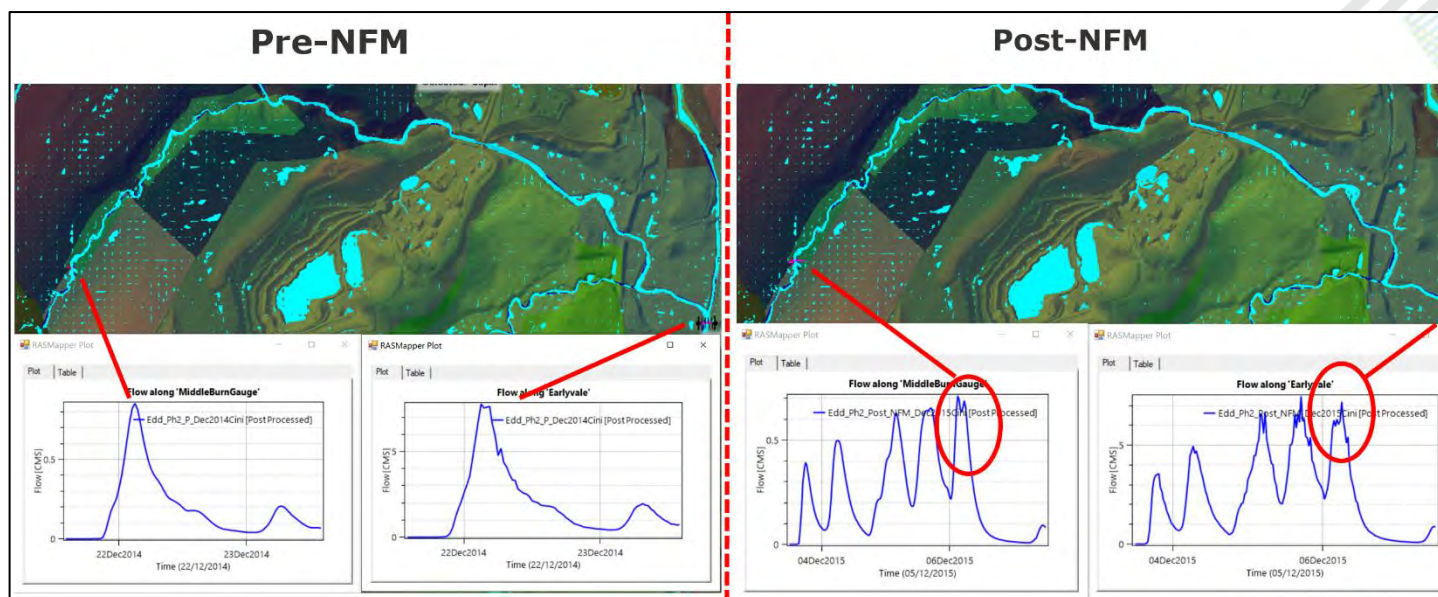 Pre-NFM
Post-NFM
RASMapper Plot
Plot
Table
Flow along 'MiddleBurnGauge'
Edd_Ph2_P_Dec2014Cini [Post Processed]
Flow [CMS]
0.5
0
22Dec2014
23Dec2014
Time (22/12/2014)
RASMapper Plot
Plot
Table
Flow along 'Earlyvale'
Edd_Ph2_P_Dec2014Cini [Post Processed]
Flow [CMS]
5
0
22Dec2014
23Dec2014
Time (22/12/2014)
RASMapper Plot
Plot
Table
Flow along 'MiddleBurnGauge'
Edd_Ph2_Post_NFM_Dec2015Cini [Post Processed]
Flow [CMS]
0.5
0
04Dec2015
06Dec2015
Time (05/12/2015)
RASMapper Plot
Plot
Table
Flow along 'Earlyvale'
Edd_Ph2_Post_NFM_Dec2015Cini [Post Processed]
Flow [CMS]
5
0
04Dec2015
06Dec2015
Time (05/12/2015)